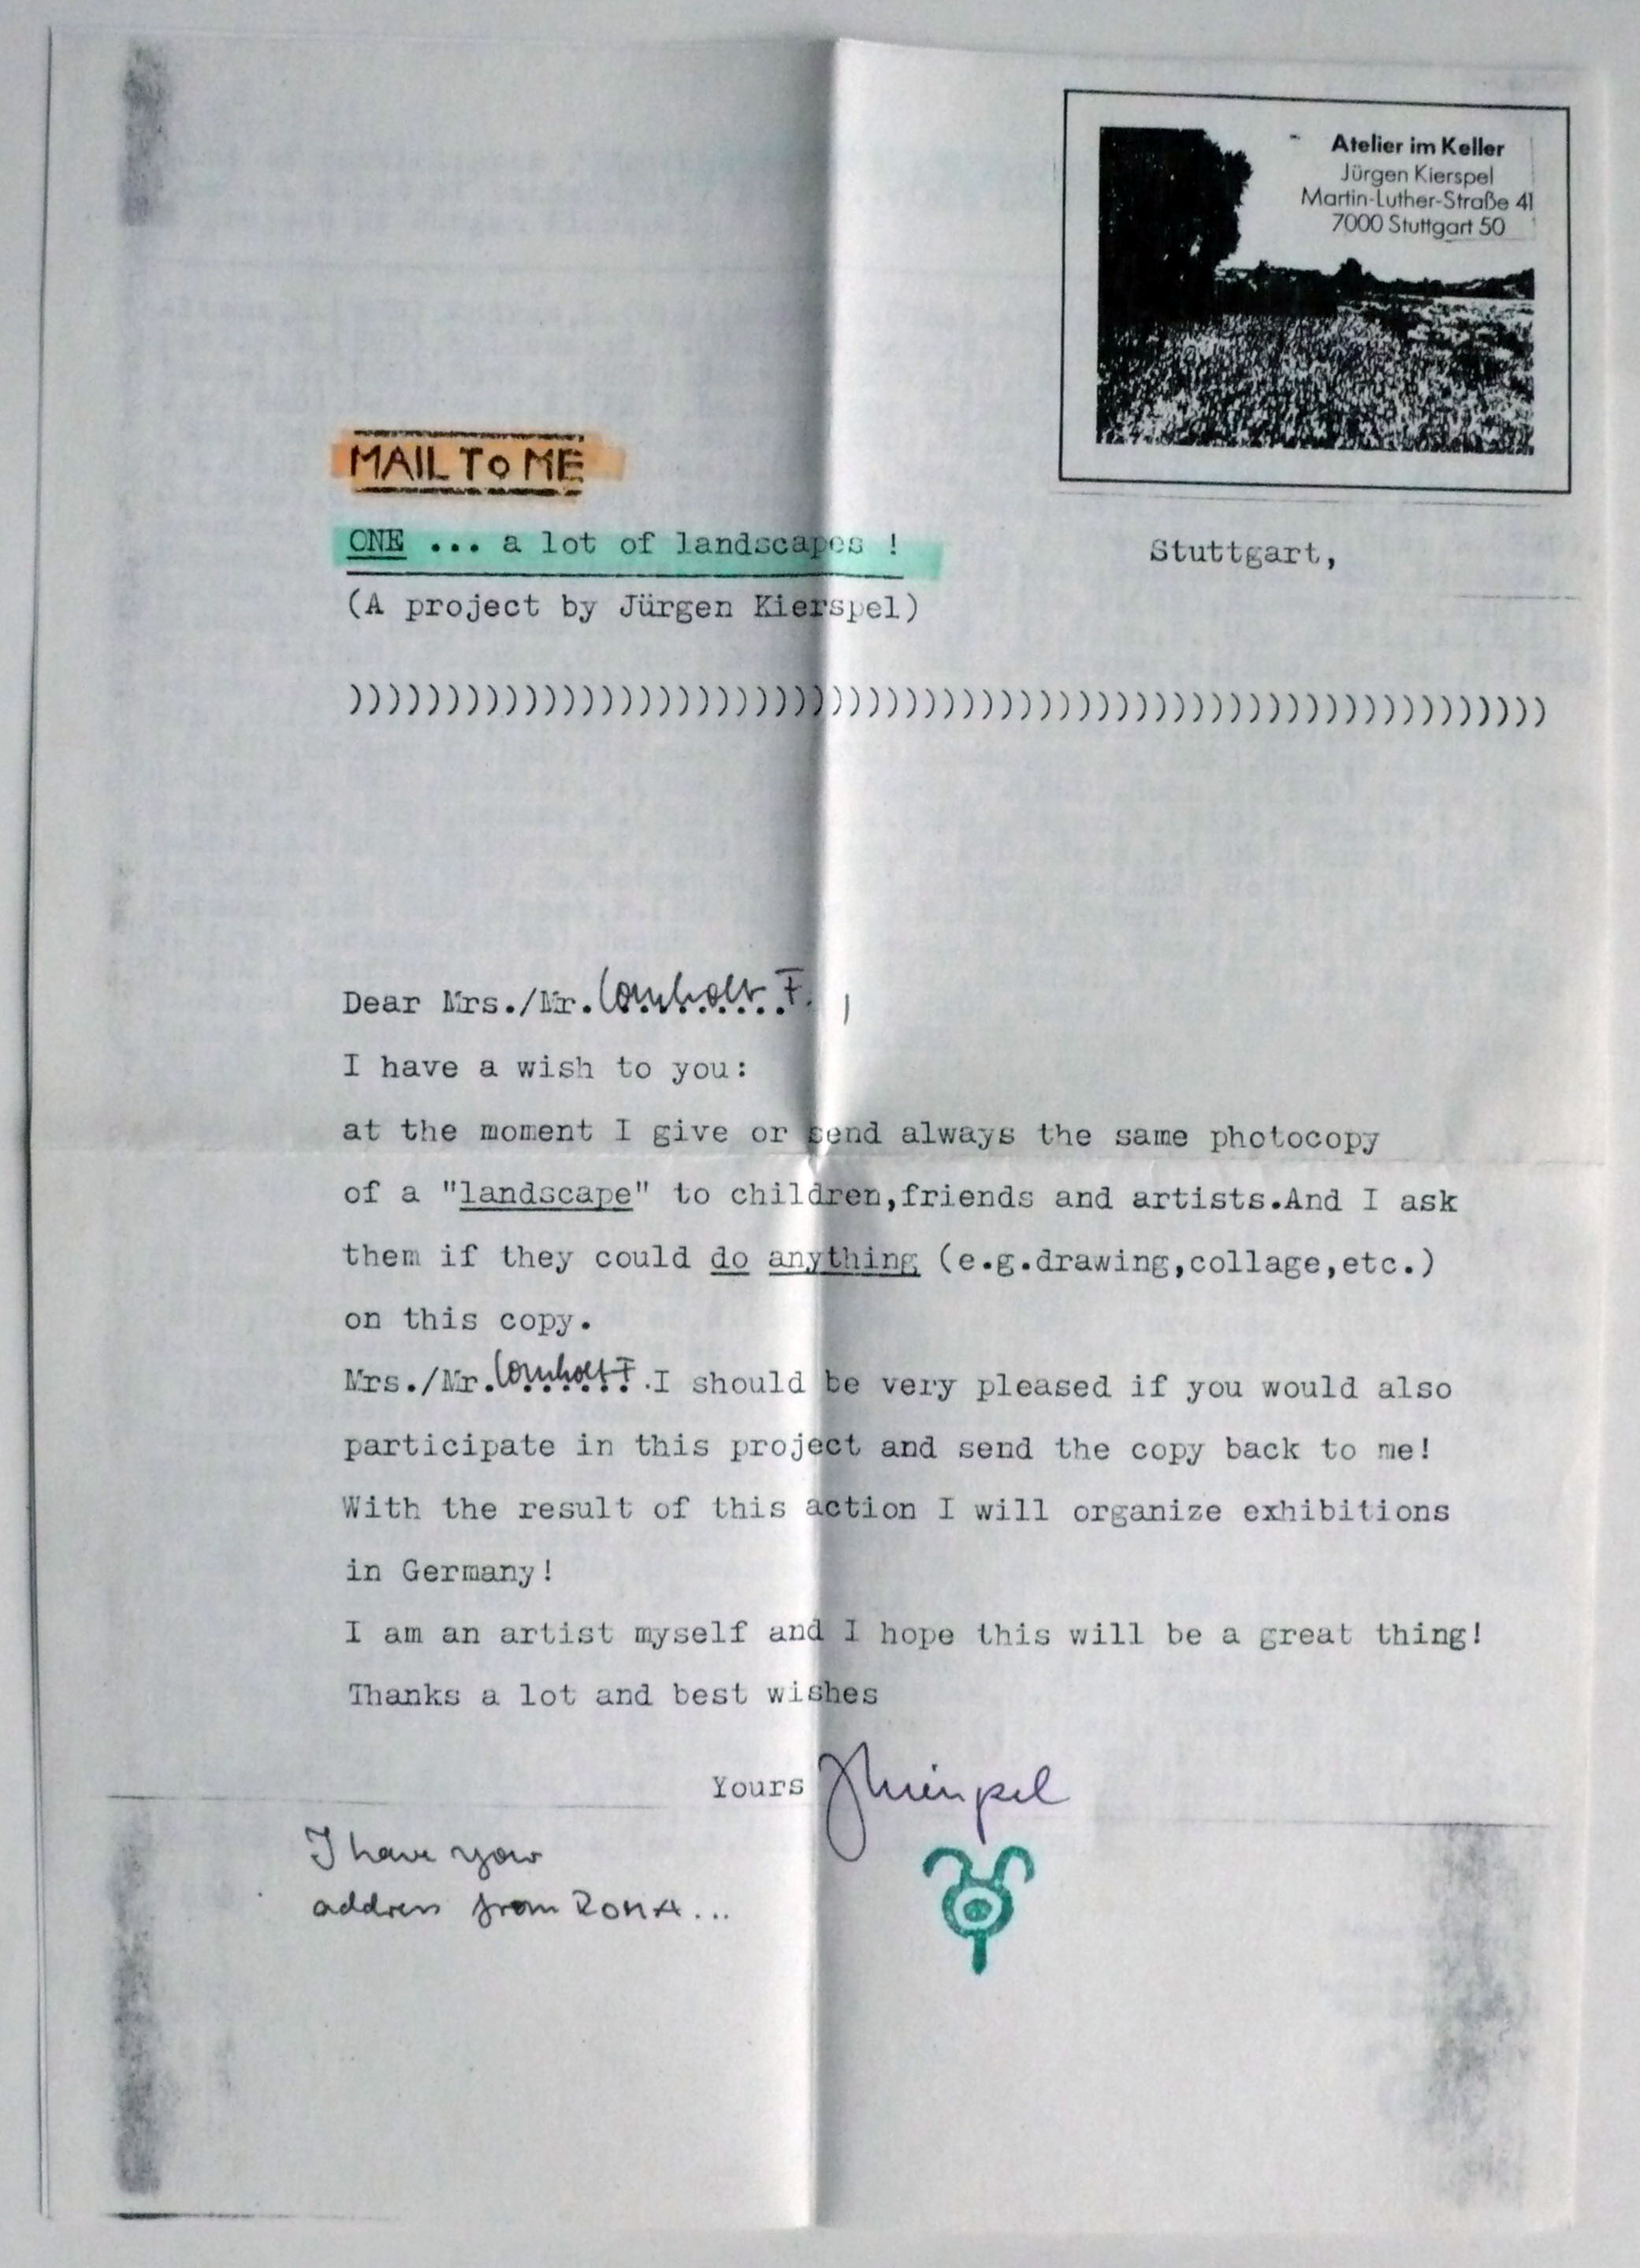 Atelier im Keller
Jürgen Kierspel
Martin-Luther-Straße 41
7000 Stuttgart 50
MAIL To ME
ONE ... a lot of landscapes !
Stuttgart,
(A project by Jürgen Kierspel)
))))))))))))))))))))))))))))))))))))))))))))))))))))))))))))))
Dear Mrs./Mr. Lomholt F.
I have a wish to you:
at the moment I give or send always the same photocopy
of a "landscape" to children,friends and artists.And I ask
them if they could do anything (e.g.drawing,collage,etc.)
on this copy.
Mrs./Mr. Lomholt F. I should be very pleased if you would also
participate in this project and send the copy back to me!
With the result of this action I will organize exhibitions
in Germany!
I am an artist myself and I hope this will be a great thing!
Thanks a lot and best wishes
Yours JKierspel
I have your
address from RONA...